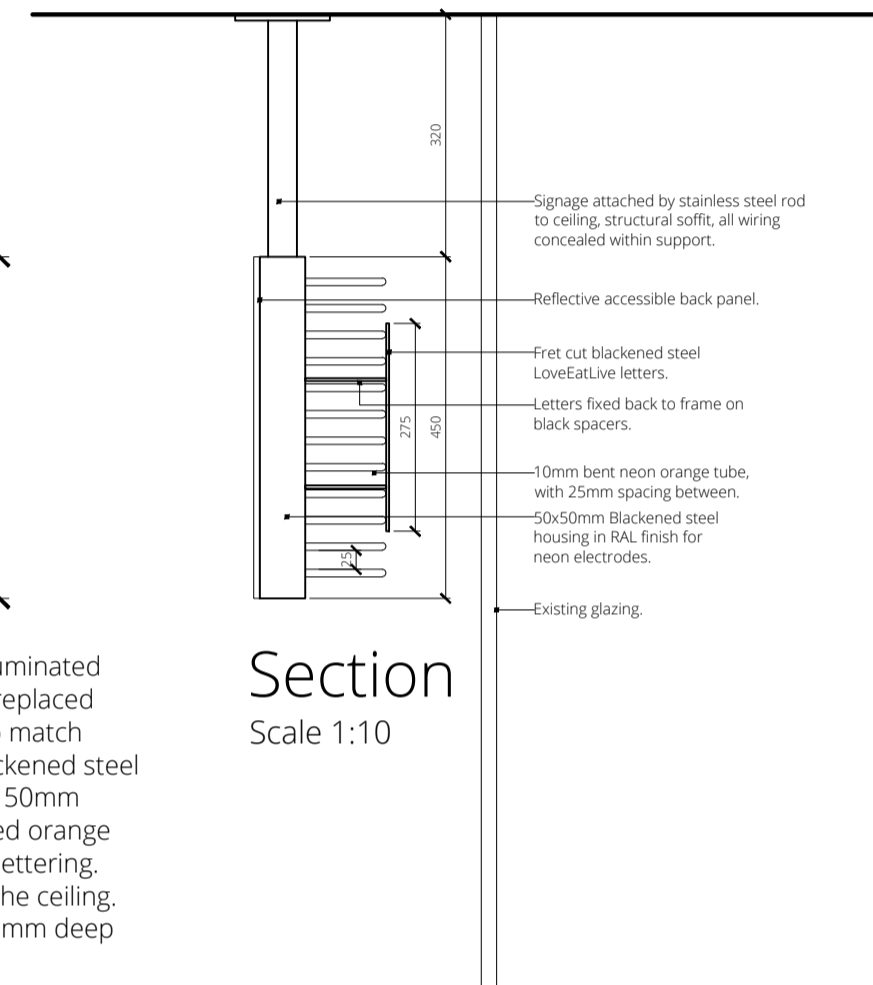 320
Signage attached by stainless steel rod
to ceiling, structural soffit, all wiring
concealed within support.
Reflective accessible back panel.
Fret cut blackened steel
LoveEatLive letters.
Letters fixed back to frame on
black spacers.
275
450
10mm bent neon orange tube,
with 25mm spacing between.
50x50mm Blackened steel
housing in RAL finish for
neon electrodes.
25
Existing glazing.
Section
Scale 1:10
replaced
match
steel
50mm
orange
ceiling.
deep